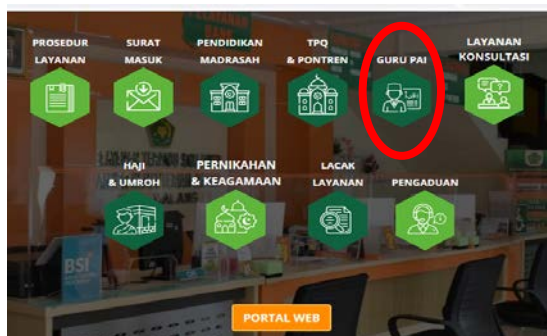 PROSEDUR
LAYANAN
SURAT
MASUK
PENDIDIKAN
MADRASAH
TPQ
& PONTREN
GURU PAI
LAYANAN
KONSULTASI
HAJI
& UMROH
PERNIKAHAN
& KEAGAMAAN
LACAK
LAYANAN
PENGADUAN
BSI
PORTAL WEB